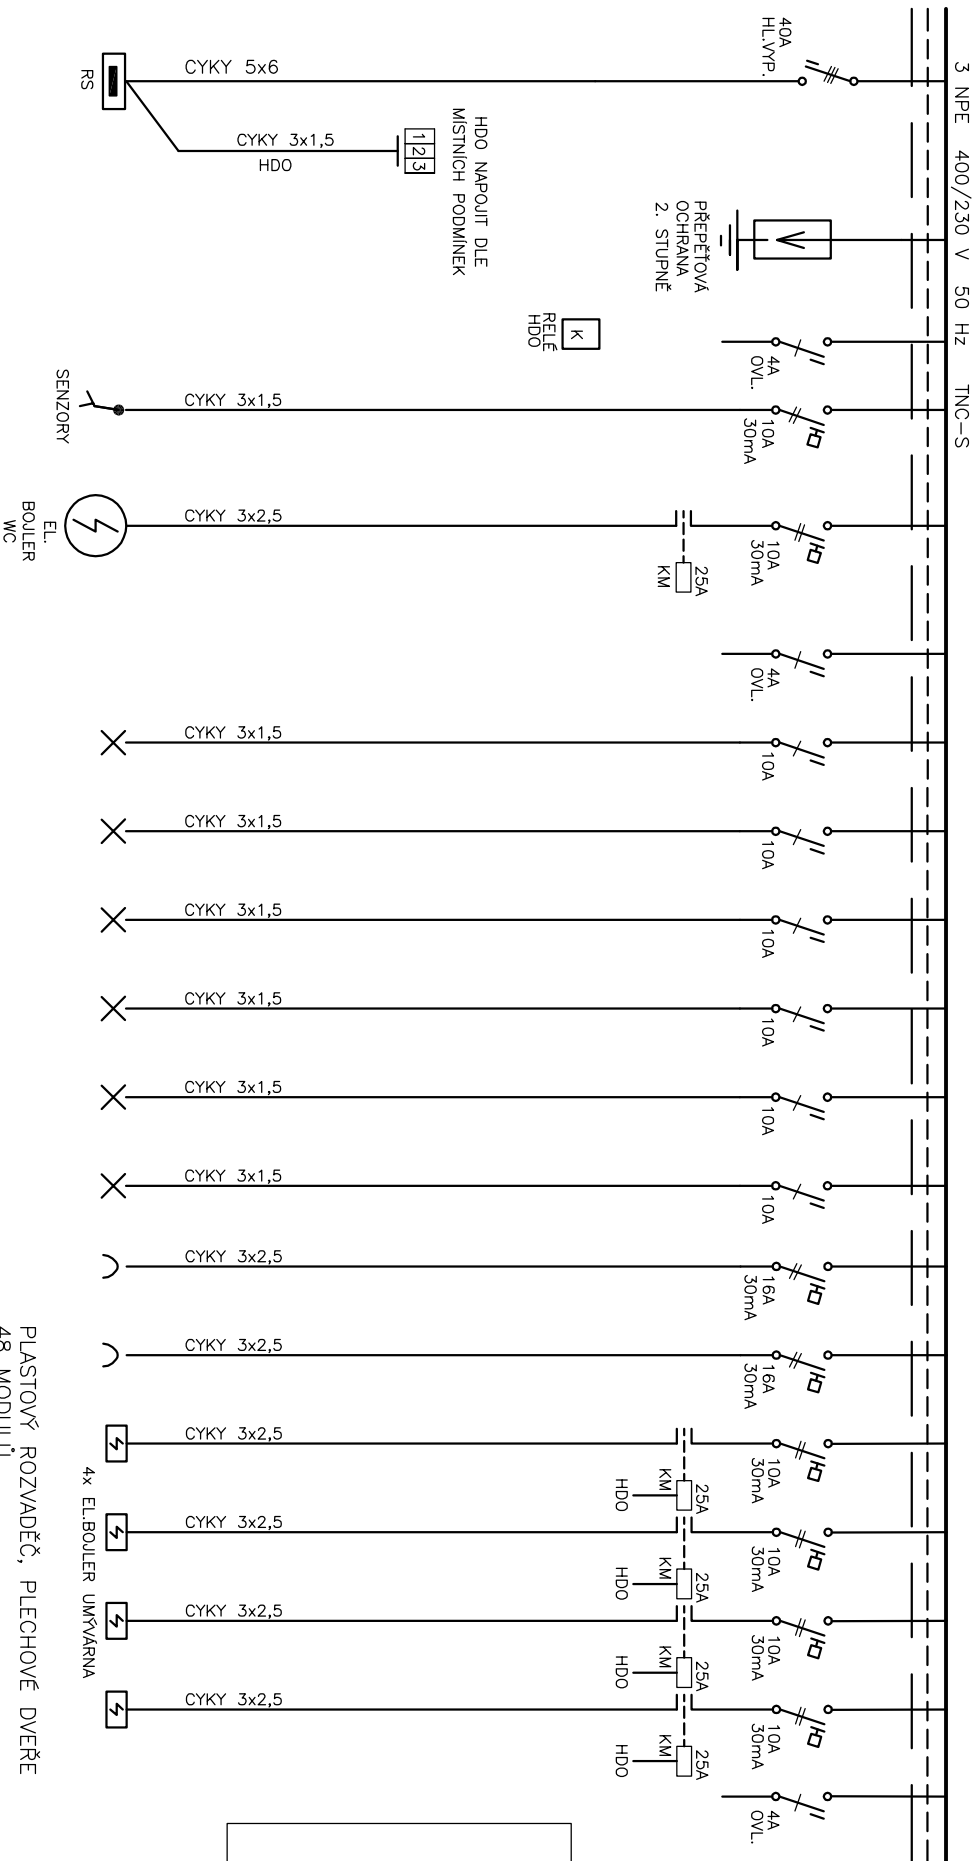 3 NPE 400/230 V 50 Hz TNC-S
40A
HL.VYP.
CYKY 5x6
RS
CYKY 3x1,5
HDO
1 2 3
HDO NAPOJIT DLE
MÍSTNÍCH PODMÍNEK
PŘEPĚŤOVÁ
OCHRANA
2. STUPNĚ
K
RELÉ
HDO
4A
OVL.
10A
30mA
CYKY 3x1,5
SENZORY
10A
30mA
25A
KM
CYKY 3x2,5
EL.
BOJLER
WC
4A
OVL.
10A
CYKY 3x1,5
10A
CYKY 3x1,5
10A
CYKY 3x1,5
10A
CYKY 3x1,5
10A
CYKY 3x1,5
10A
CYKY 3x1,5
16A
30mA
CYKY 3x2,5
16A
30mA
CYKY 3x2,5
10A
30mA
25A
KM
HDO
CYKY 3x2,5
10A
30mA
25A
KM
HDO
CYKY 3x2,5
10A
30mA
25A
KM
HDO
CYKY 3x2,5
10A
30mA
25A
KM
HDO
CYKY 3x2,5
4x EL.BOJLER UMÝVÁRNA
4A
OVL.
PLASTOVÝ ROZVADĚČ, PLECHOVÉ DVEŘE
48 MODULŮ